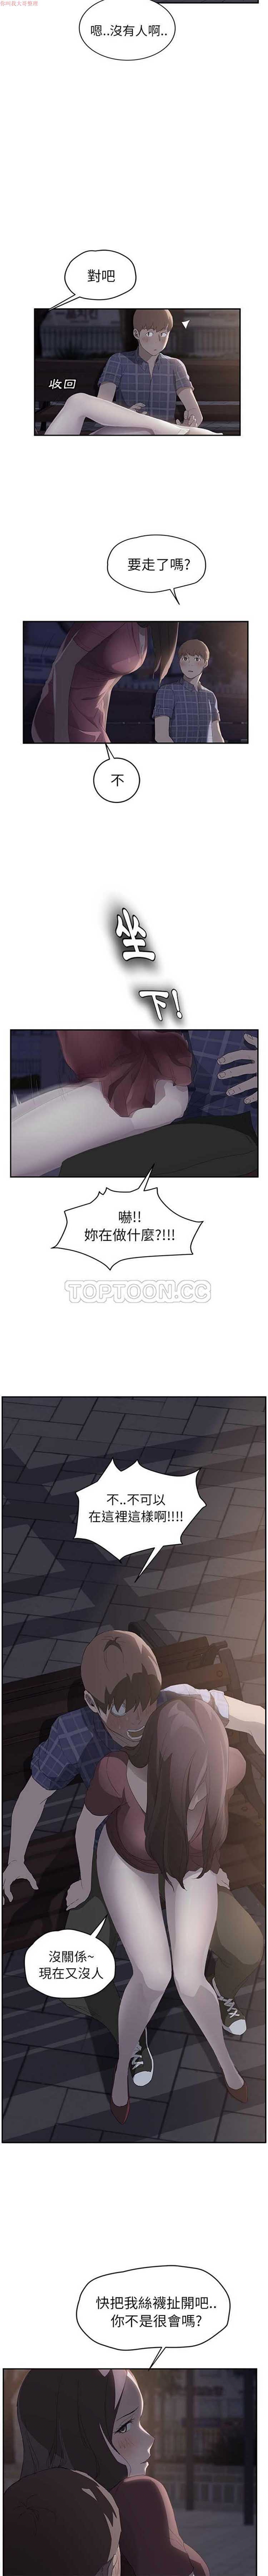 嗯..沒有人啊..
對吧
收回
要走了嗎?
不
坐
下!
嚇!!
妳在做什麼?!!!
TOPTOON.CC
不..不可以
在這裡這樣啊!!!!
沒關係~
現在又沒人
快把我絲襪扯開吧..
你不是很會嗎?